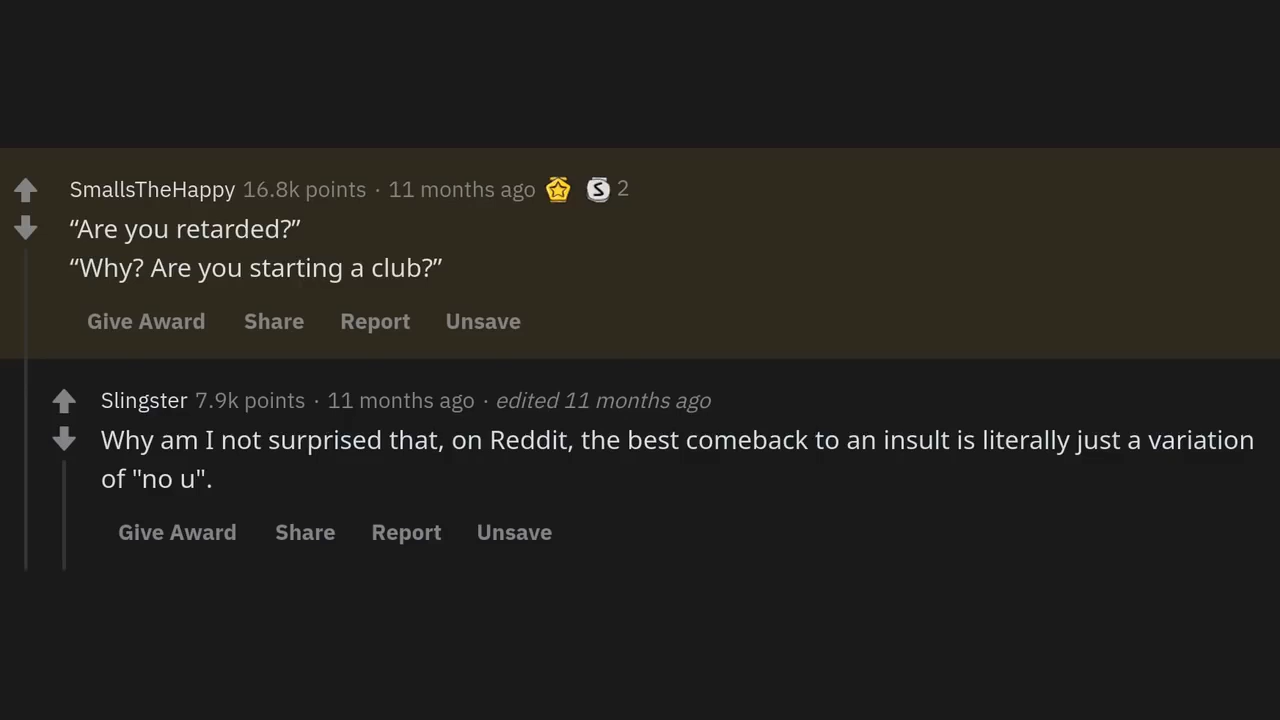 SmallsTheHappy 16.8k points · 11 months ago 2
“Are you retarded?”
“Why? Are you starting a club?”
Give Award Share Report Unsave
Slingster 7.9k points · 11 months ago · edited 11 months ago
Why am I not surprised that, on Reddit, the best comeback to an insult is literally just a variation
of "no u".
Give Award Share Report Unsave